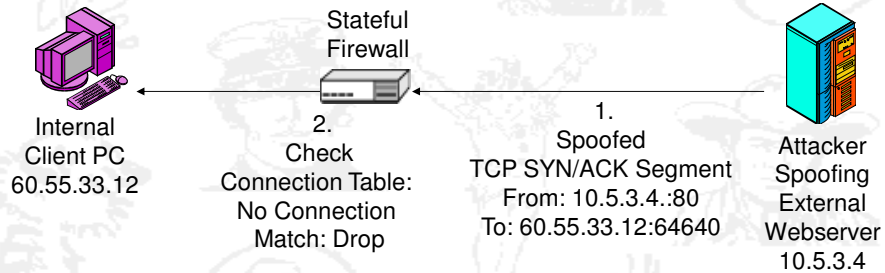 Stateful
Firewall
Internal
Client PC
60.55.33.12
2.
Check
Connection Table:
No Connection
Match: Drop
1.
Spoofed
TCP SYN/ACK Segment
From: 10.5.3.4.:80
To: 60.55.33.12:64640
Attacker
Spoofing
External
Webserver
10.5.3.4